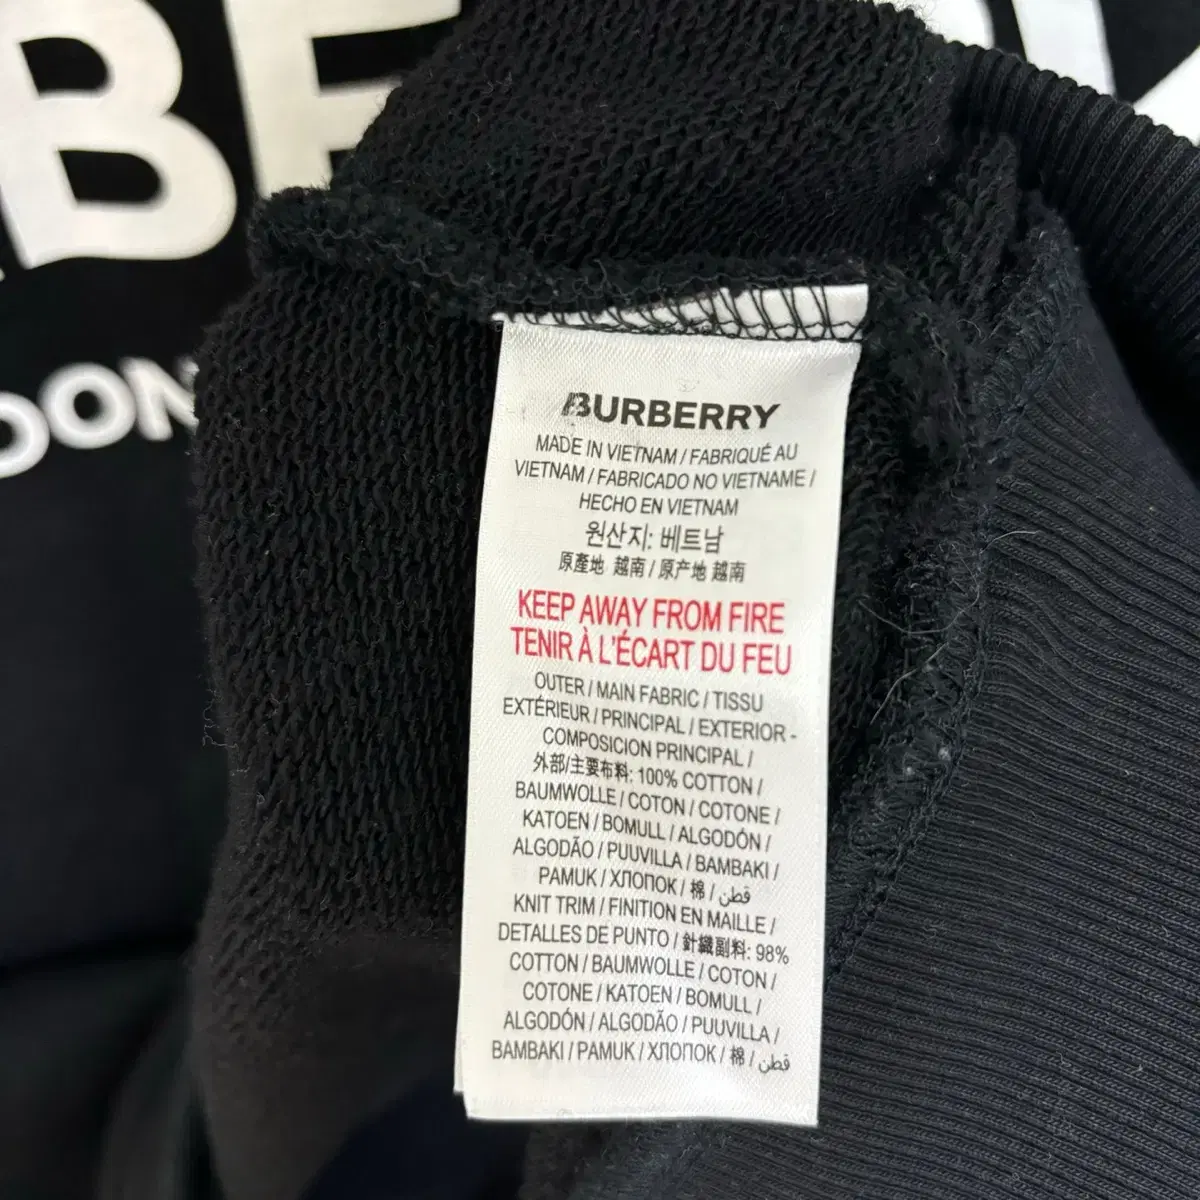 BE
DON
BURBERRY
MADE IN VIETNAM / FABRIQUÉ AU
VIETNAM / FABRICADO NO VIETNAME /
HECHO EN VIETNAM
원산지: 베트남
原產地 越南 / 原产地 越南
KEEP AWAY FROM FIRE
TENIR À L'ÉCART DU FEU
OUTER / MAIN FABRIC / TISSU
EXTÉRIEUR / PRINCIPAL / EXTERIOR -
COMPOSICION PRINCIPAL /
外部/主要布料: 100% COTTON /
BAUMWOLLE / COTON / COTONE /
KATOEN / BOMULL / ALGODÓN /
ALGODÃO / PUUVILLA / BAMBAKI /
PAMUK / ХЛОПОК / 棉 / قطن
KNIT TRIM / FINITION EN MAILLE /
DETALLES DE PUNTO / 針織副料: 98%
COTTON / BAUMWOLLE / COTON /
COTONE / KATOEN / BOMULL /
ALGODÓN / ALGODÃO / PUUVILLA /
BAMBAKI / PAMUK / ХЛОПОК / 棉 / قطن